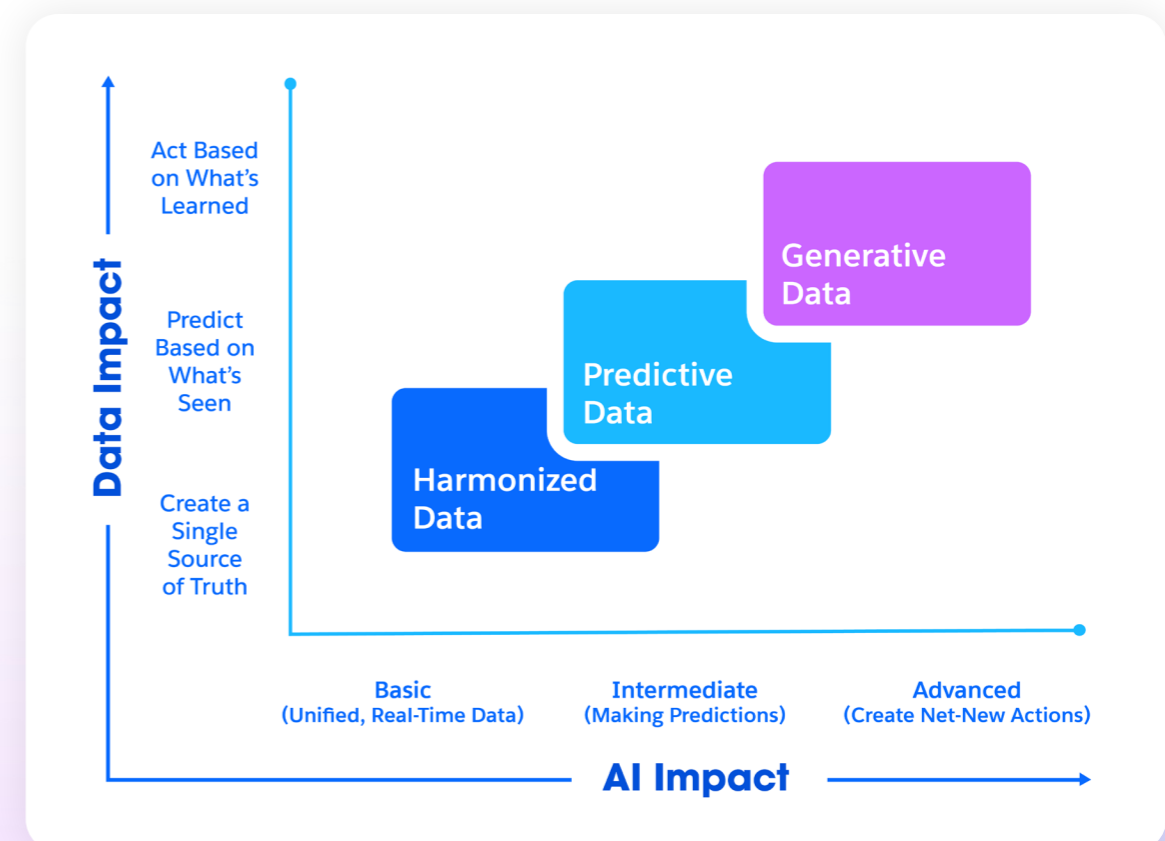 Data Impact
Act Based
on What's
Learned
Predict
Based on
What's
Seen
Create a
Single
Source
of Truth
Generative
Data
Predictive
Data
Harmonized
Data
Basic
(Unified, Real-Time Data)
Intermediate
(Making Predictions)
Advanced
(Create Net-New Actions)
AI Impact